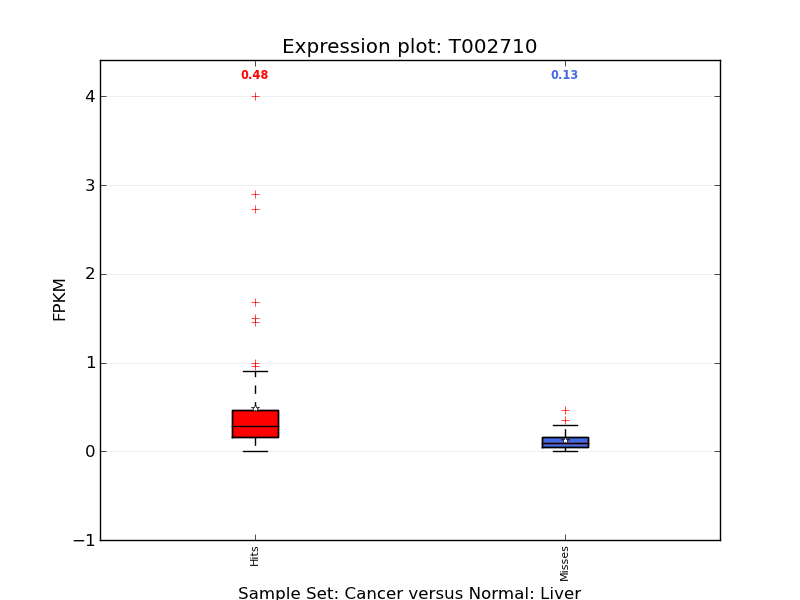 Expression plot: T002710
0.48
0.13
4
3
2
1
0
−1
FPKM
Hits
Misses
Sample Set: Cancer versus Normal: Liver